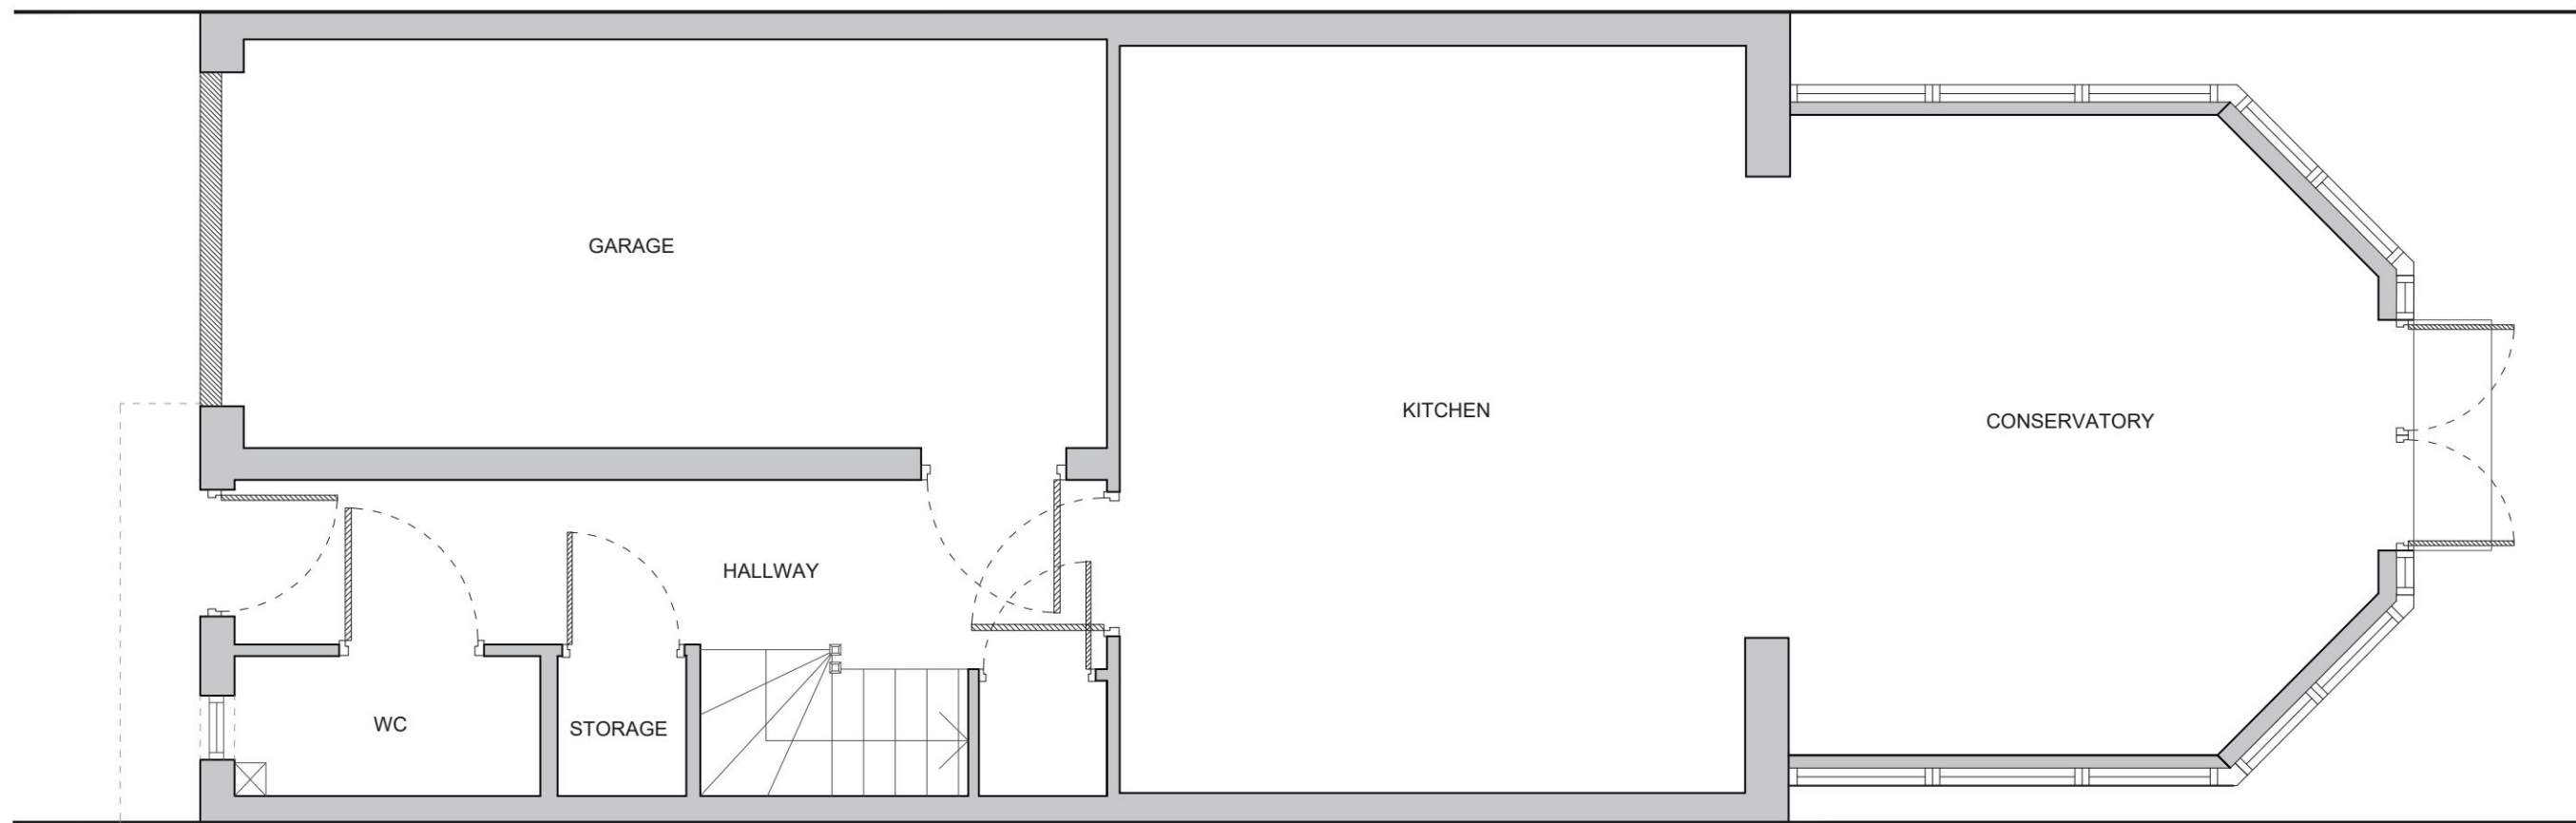 GARAGE
KITCHEN
CONSERVATORY
HALLWAY
WC
STORAGE